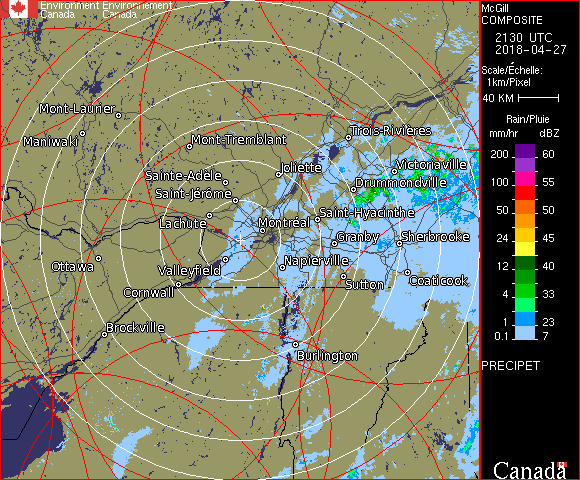 Environment Environnement
Canada Canada
McGill
COMPOSITE
2130 UTC
2018-04-27
Scale/Échelle:
1km/Pixel
40 KM
Rain/Pluie
mm/hr dBZ
200 60
100 55
50 50
24 45
12 40
4 33
1 23
0.1 7
PRECIPET
Canada
Mont-Laurier
Maniwaki
Mont-Tremblant
Trois-Rivières
Sainte-Adèle
Joliette
Victoriaville
Saint-Jérôme
Drummondville
Lachute
Montréal
Saint-Hyacinthe
Granby
Sherbrooke
Ottawa
Valleyfield
Napierville
Cornwall
Sutton
Coaticook
Brockville
Burlington